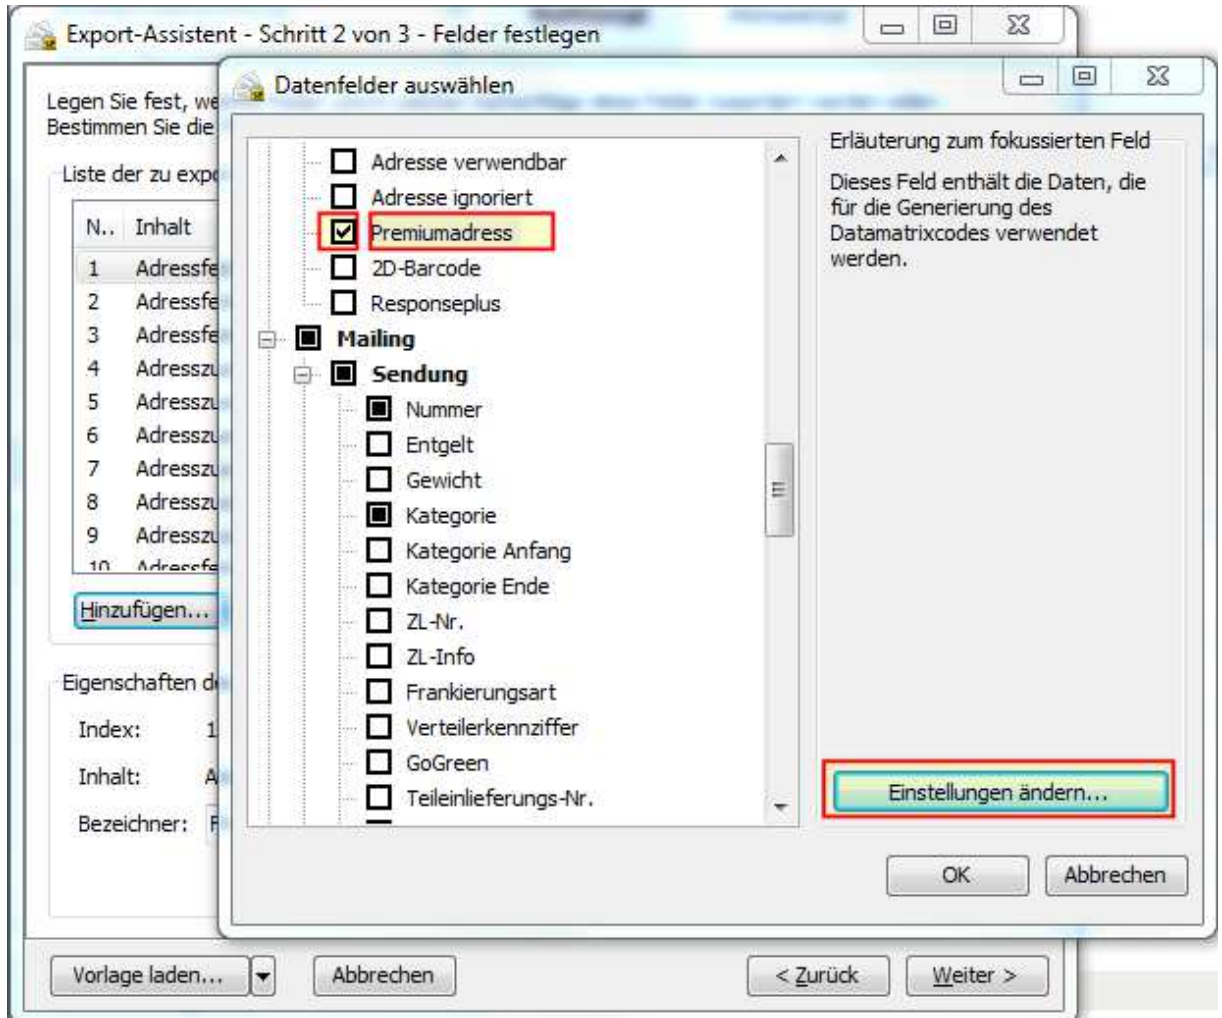 Export-Assistent - Schritt 2 von 3 - Felder festlegen
Legen Sie fest, we
Bestimmen Sie die
Liste der zu expo
N.. Inhalt
1 Adressfe
2 Adressfe
3 Adressfe
4 Adresszu
5 Adresszu
6 Adresszu
7 Adresszu
8 Adresszu
9 Adresszu
10 Adressfe
Hinzufügen...
Eigenschaften de
Index: 1
Inhalt: A
Bezeichner: F
Vorlage laden...
Abbrechen
< Zurück
Weiter >
Datenfelder auswählen
Adresse verwendbar
Adresse ignoriert
Premiumadress
2D-Barcode
Responseplus
Mailing
Sendung
Nummer
Entgelt
Gewicht
Kategorie
Kategorie Anfang
Kategorie Ende
ZL-Nr.
ZL-Info
Frankierungsart
Verteilerkennziffer
GoGreen
Teileinlieferungs-Nr.
Erläuterung zum fokussierten Feld
Dieses Feld enthält die Daten, die
für die Generierung des
Datamatrixcodes verwendet
werden.
Einstellungen ändern...
OK
Abbrechen